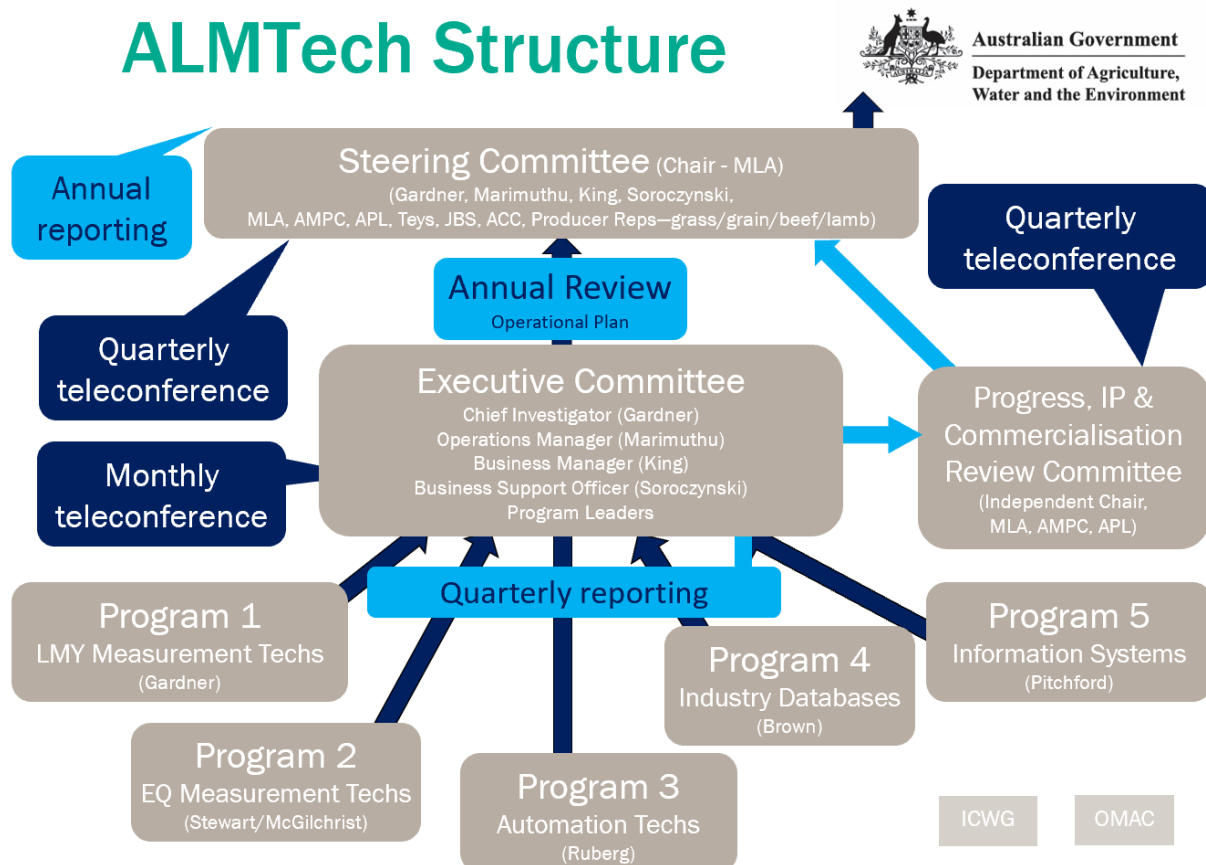 ALMTech Structure
Australian Government
Department of Agriculture,
Water and the Environment
AUSTRALIA
Annual
reporting
Steering Committee (Chair - MLA)
(Gardner, Marimuthu, King, Soroczynski,
MLA, AMPC, APL, Teys, JBS, ACC, Producer Reps—grass/grain/beef/lamb)
Quarterly
teleconference
Annual Review
Operational Plan
Quarterly
teleconference
Executive Committee
Chief Investigator (Gardner)
Operations Manager (Marimuthu)
Business Manager (King)
Business Support Officer (Soroczynski)
Program Leaders
Progress, IP &
Commercialisation
Review Committee
(Independent Chair,
MLA, AMPC, APL)
Monthly
teleconference
Quarterly reporting
Program 1
LMY Measurement Techs
(Gardner)
Program 2
EQ Measurement Techs
(Stewart/McGilchrist)
Program 3
Automation Techs
(Ruberg)
Program 4
Industry Databases
(Brown)
Program 5
Information Systems
(Pitchford)
ICWG
OMAC